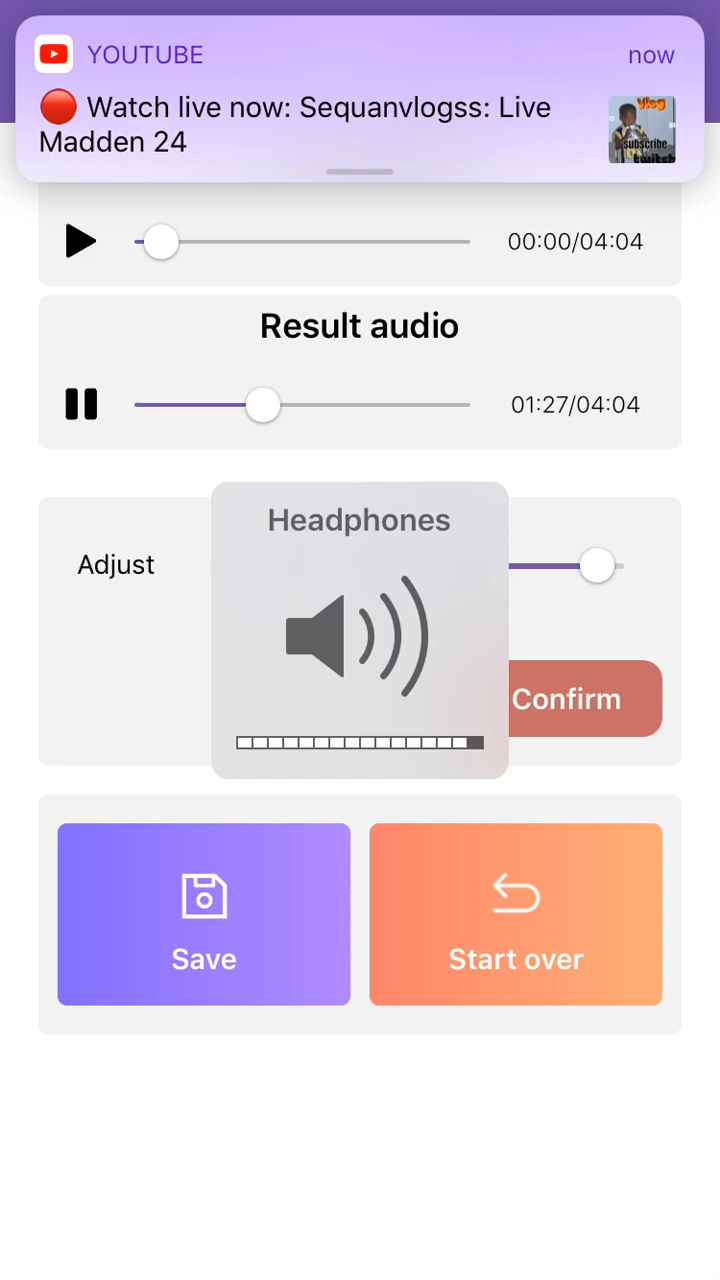 YOUTUBE
now
🔴 Watch live now: Sequanvlogss: Live
Madden 24
Vlog
subscribe
twitch
00:00/04:04
Result audio
01:27/04:04
Headphones
Adjust
Confirm
Save
Start over